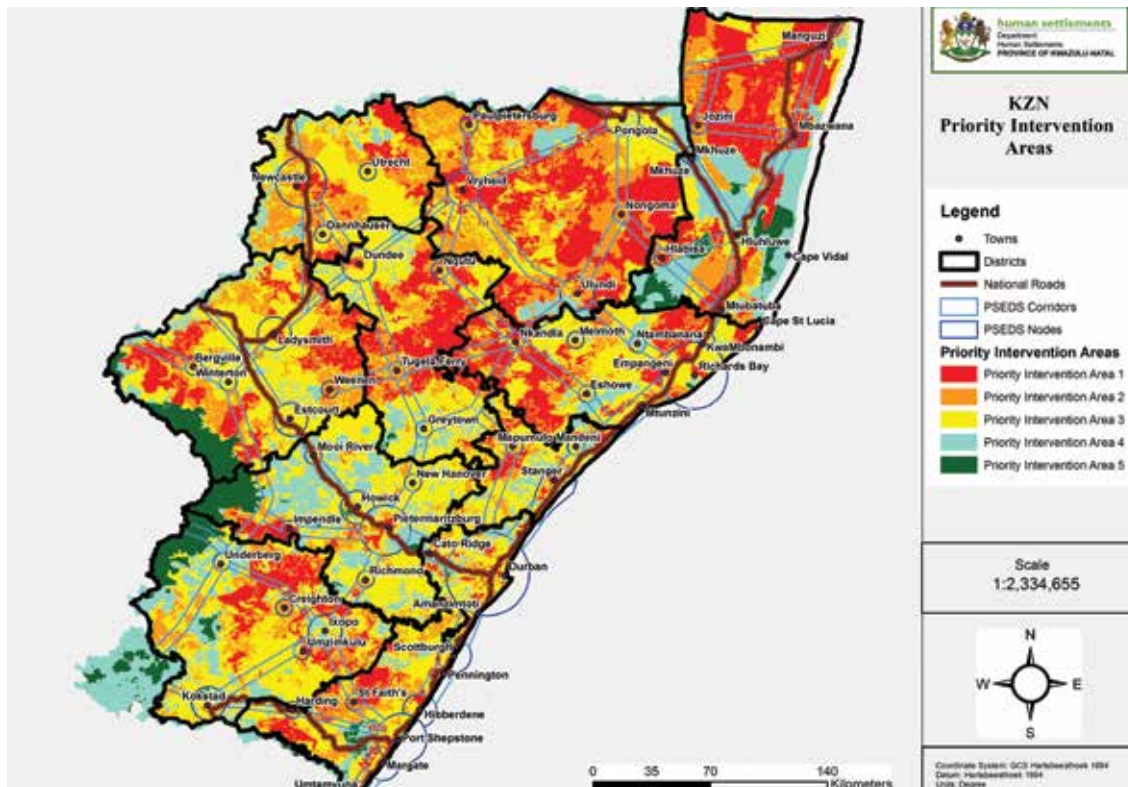 Manguzi
Paulpietersburg
Jozini
Pongola
Mbazwana
Mkhuze
Utrecht
Mkhuze
Newcastle
Vryheid
Nongoma
Dannhauser
Hluhluwe
Dundee
Nqutu
Hlabisa
Cape Vidal
Ulundi
Mtubatuba
Cape St Lucia
Nkandla
Melmoth
Ntambanana
Ladysmith
KwaMbonambi
Bergville
Tugela Ferry
Empangeni
Richards Bay
Winterton
Weenen
Eshowe
Estcourt
Mtunzini
Greytown
Mooi River
Mapumulo Mandeni
New Hanover
Stanger
Howick
Impendle
Pietermaritzburg
Cato Ridge
Underberg
Richmond
Durban
Creighton
Amanzimtoti
Ixopo
Umzimkulu
Scottburgh
Pennington
Kokstad
Harding
St Faith's
Hibberdene
Port Shepstone
Margate
Umtamvuna
0 35 70 140
Kilometers
human settlements
Department:
Human Settlements
PROVINCE OF KWAZULU-NATAL
KZN
Priority Intervention
Areas
Legend
Towns
Districts
National Roads
PSEDS Corridors
PSEDS Nodes
Priority Intervention Areas
Priority Intervention Area 1
Priority Intervention Area 2
Priority Intervention Area 3
Priority Intervention Area 4
Priority Intervention Area 5
Scale
1:2,334,655
N
W E
S
Coordinate System: GCS Hartebeesthoek 1994
Datum: Hartebeesthoek 1994
Units: Degree